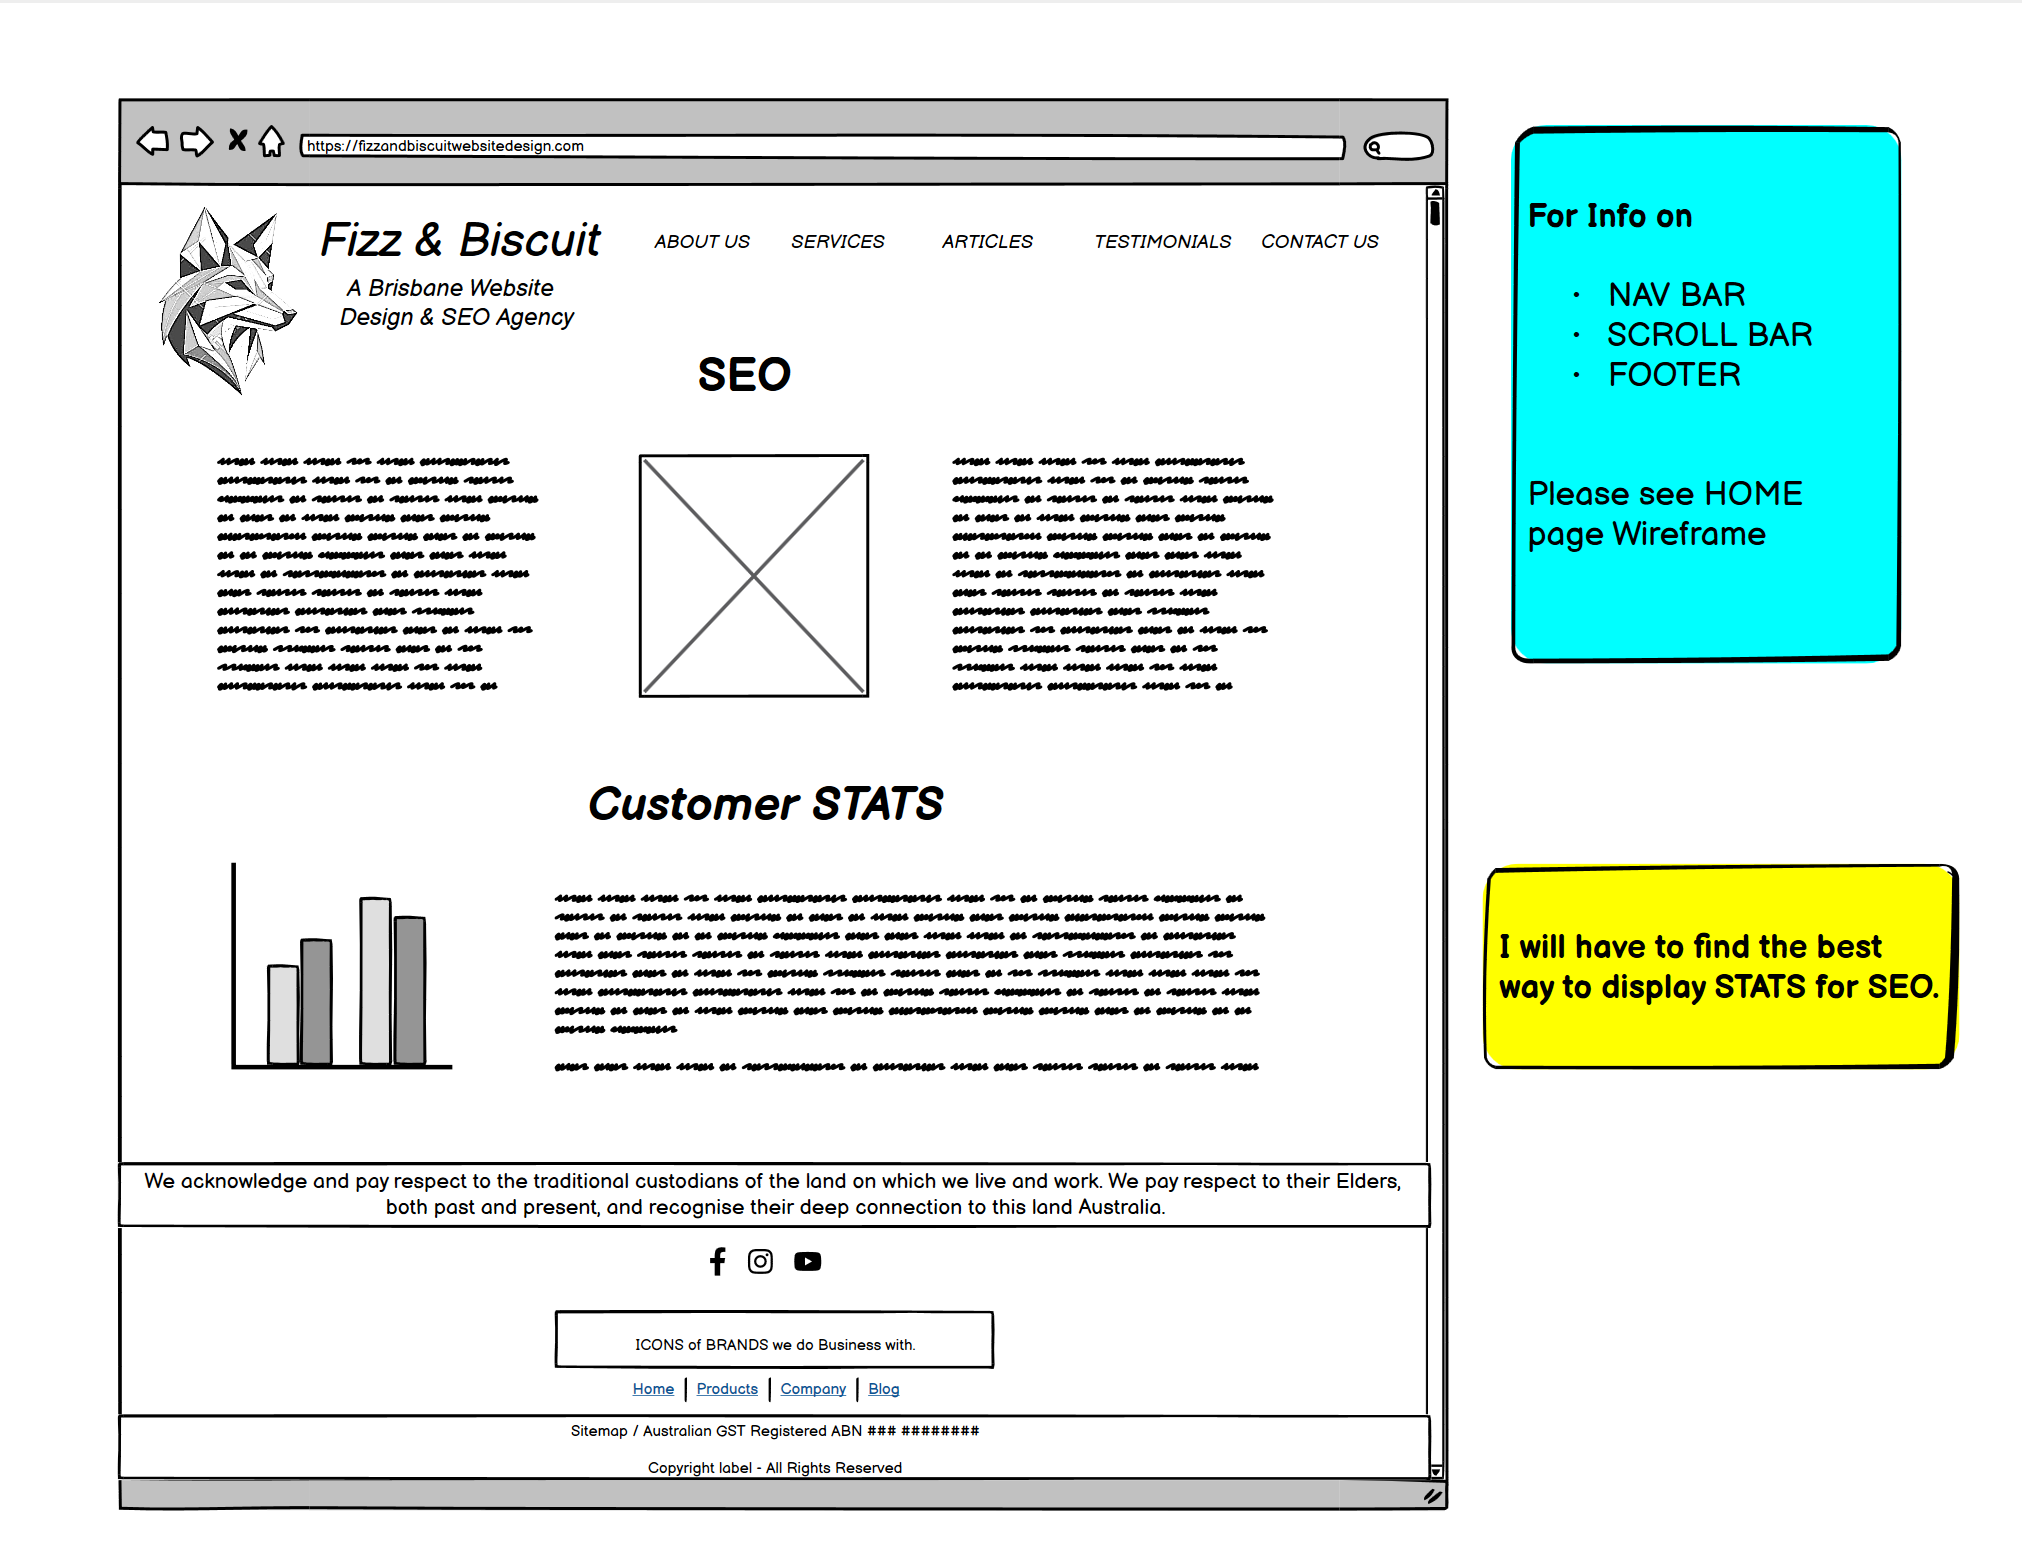 https://fizzandbiscuitwebsitedesign.com
Fizz & Biscuit
A Brisbane Website
Design & SEO Agency
ABOUT US
SERVICES
ARTICLES
TESTIMONIALS
CONTACT US
SEO
Customer STATS
We acknowledge and pay respect to the traditional custodians of the land on which we live and work. We pay respect to their Elders,
both past and present, and recognise their deep connection to this land Australia.
ICONS of BRANDS we do Business with.
Home | Products | Company | Blog
Sitemap / Australian GST Registered ABN ### ########
Copyright label - All Rights Reserved
For Info on
· NAV BAR
· SCROLL BAR
· FOOTER
Please see HOME
page Wireframe
I will have to find the best
way to display STATS for SEO.